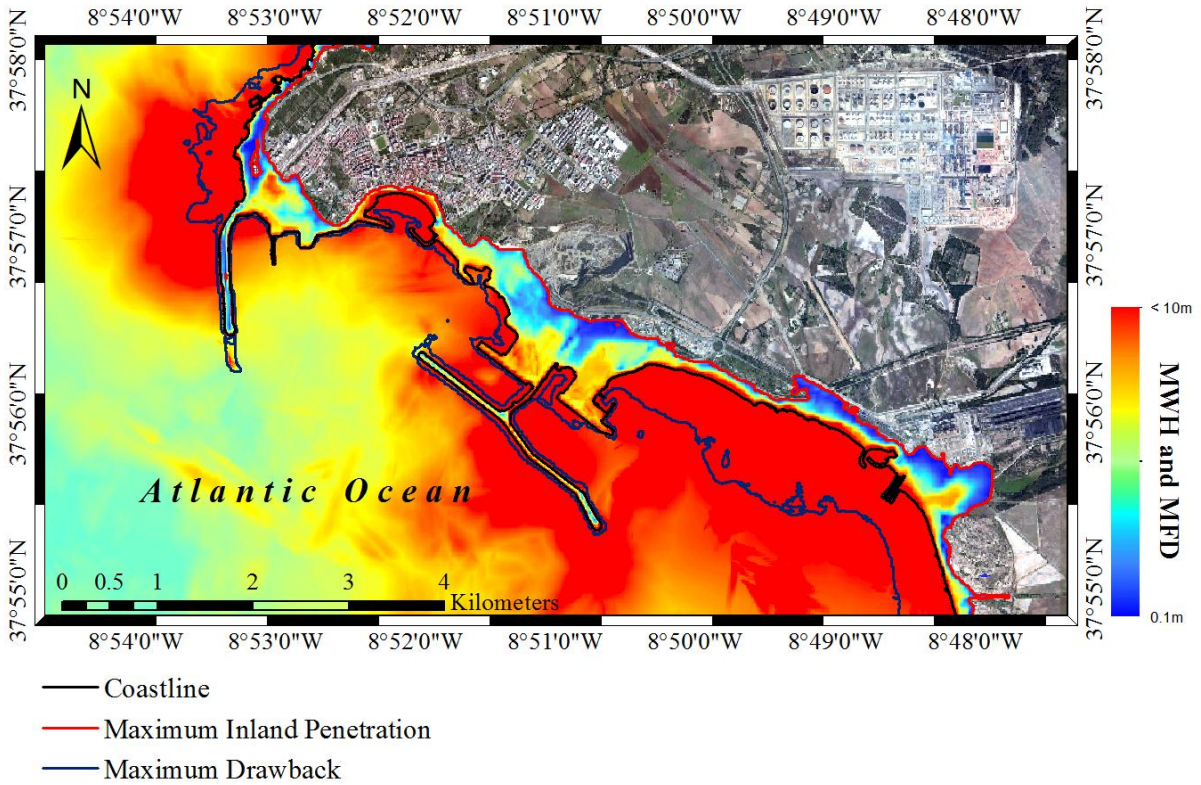 8°54'0"W 8°53'0"W 8°52'0"W 8°51'0"W 8°50'0"W 8°49'0"W 8°48'0"W
37°58'0"N
37°58'0"N
N
37°57'0"N
37°57'0"N
37°56'0"N
37°56'0"N
< 10m
MWH and MFD
0.1m
Atlantic Ocean
37°55'0"N
37°55'0"N
0 0.5 1 2 3 4
Kilometers
8°54'0"W 8°53'0"W 8°52'0"W 8°51'0"W 8°50'0"W 8°49'0"W 8°48'0"W
Coastline
Maximum Inland Penetration
Maximum Drawback